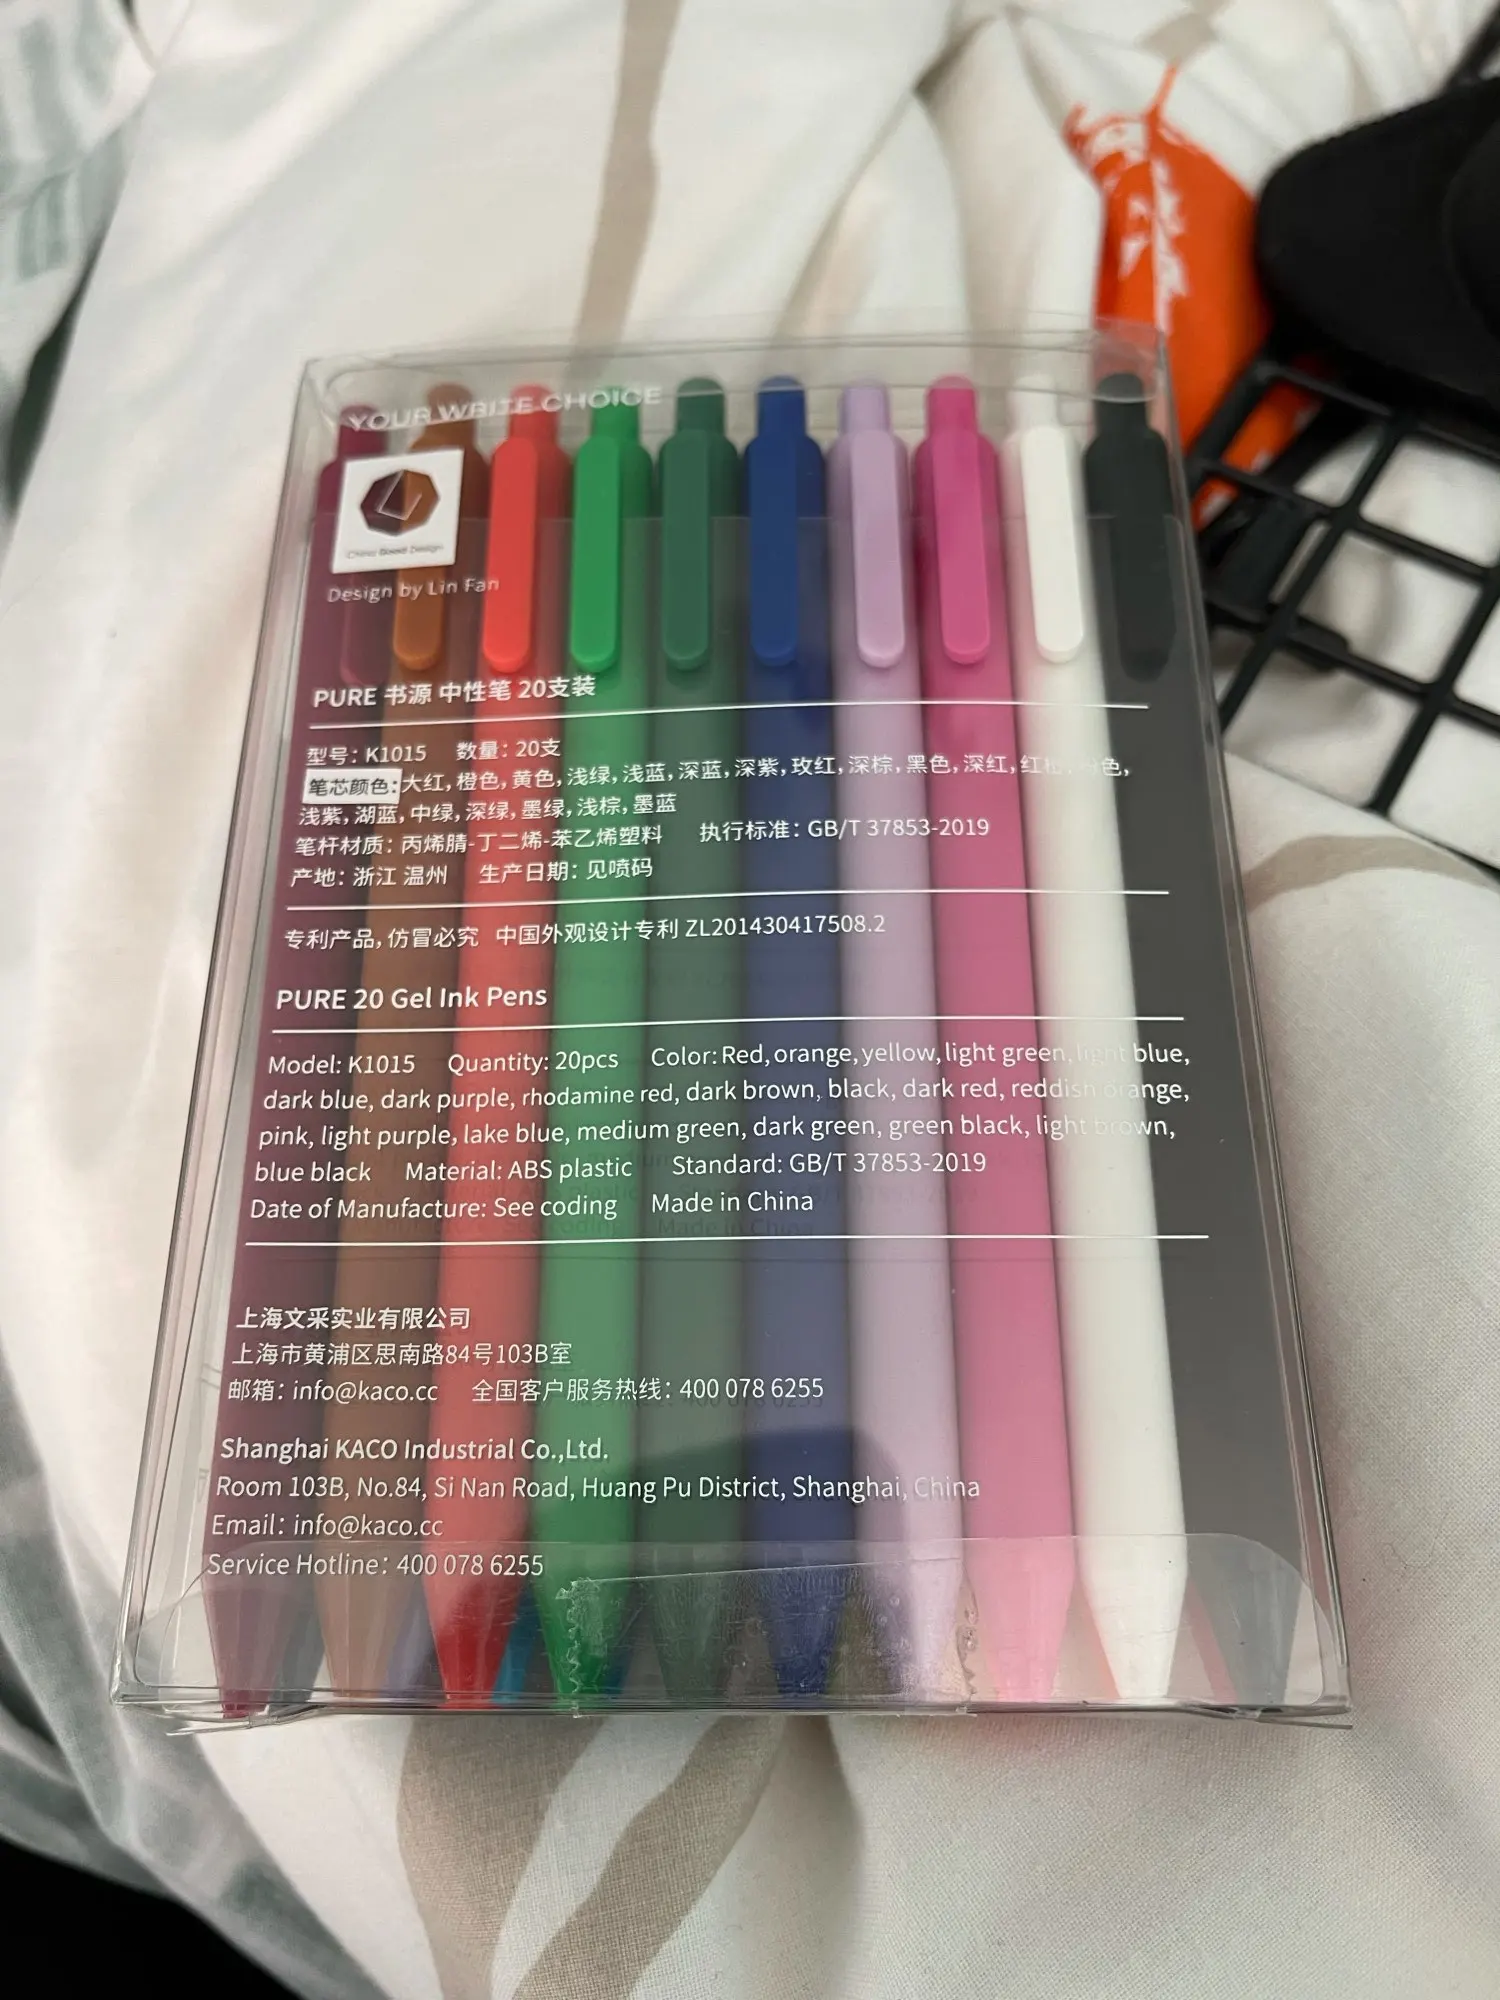 YOUR WRITE CHOICE
China Good Design
Design by Lin Fan
PURE 书源 中性笔 20支装
型号：K1015 数量：20支
笔芯颜色：大红，橙色，黄色，浅绿，浅蓝，深蓝，深紫，玫红，深棕，黑色，深红，红橙，粉色，
浅紫，湖蓝，中绿，深绿，墨绿，浅棕，墨蓝
笔杆材质：丙烯腈-丁二烯-苯乙烯塑料 执行标准：GB/T 37853-2019
产地：浙江 温州 生产日期：见喷码
专利产品，仿冒必究 中国外观设计专利 ZL201430417508.2
PURE 20 Gel Ink Pens
Model: K1015 Quantity: 20pcs Color: Red, orange, yellow, light green, light blue,
dark blue, dark purple, rhodamine red, dark brown, black, dark red, reddish orange,
pink, light purple, lake blue, medium green, dark green, green black, light brown,
blue black Material: ABS plastic Standard: GB/T 37853-2019
Date of Manufacture: See coding Made in China
上海文采实业有限公司
上海市黄浦区思南路84号103B室
邮箱：info@kaco.cc 全国客户服务热线：400 078 6255
Shanghai KACO Industrial Co.,Ltd.
Room 103B, No.84, Si Nan Road, Huang Pu District, Shanghai, China
Email：info@kaco.cc
Service Hotline：400 078 6255